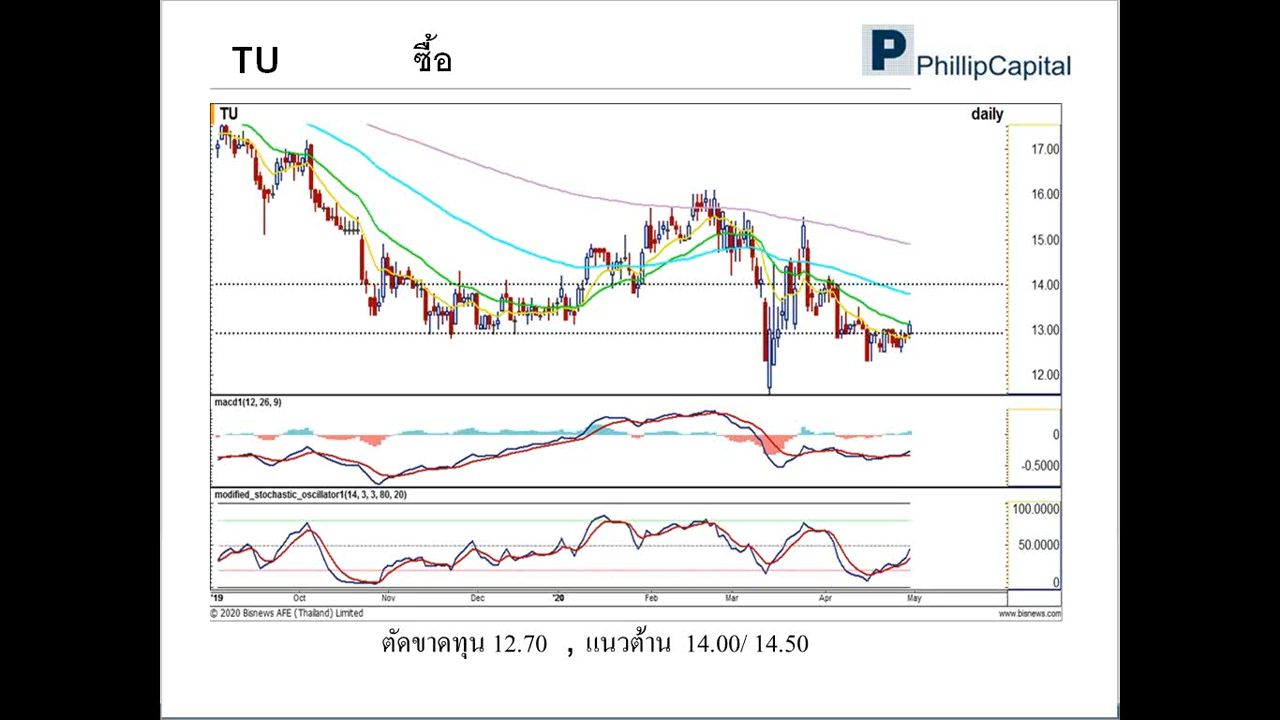 TU ซื้อ
P PhillipCapital
TU daily
17.00
16.00
15.00
14.00
13.00
12.00
macd1(12, 26, 9)
0
-0.5000
modified_stochastic_oscillator1(14, 3, 3, 80, 20)
100.0000
50.0000
0
'19 Oct Nov Dec '20 Feb Mar Apr May
© 2020 Bisnews AFE (Thailand) Limited www.bisnews.com
ตัดขาดทุน 12.70 , แนวต้าน 14.00/ 14.50